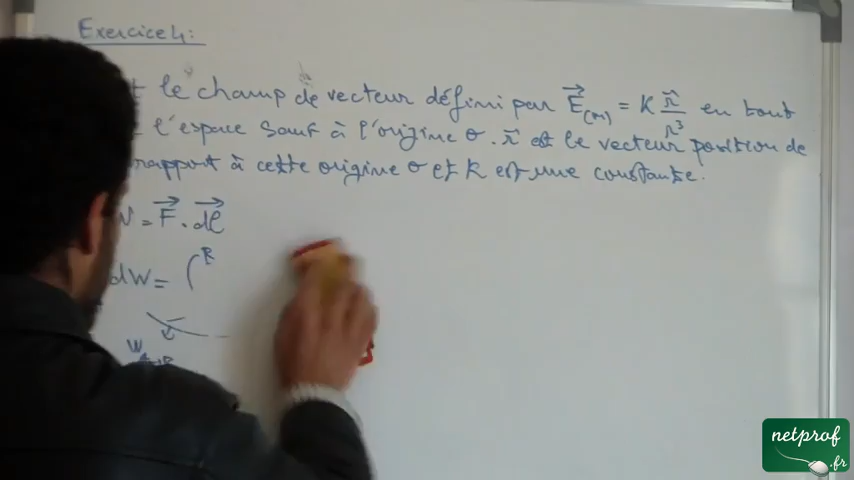 Exercice 4:
le champ de vecteur défini par E⃗(M) = K r⃗/r³ en tout
l'espace sauf à l'origine O. r⃗ est le vecteur position de
rapport à cette origine O et K est une constante.
= F⃗ . dℓ⃗
dW = ∫ᴮ
W
netprof
.fr